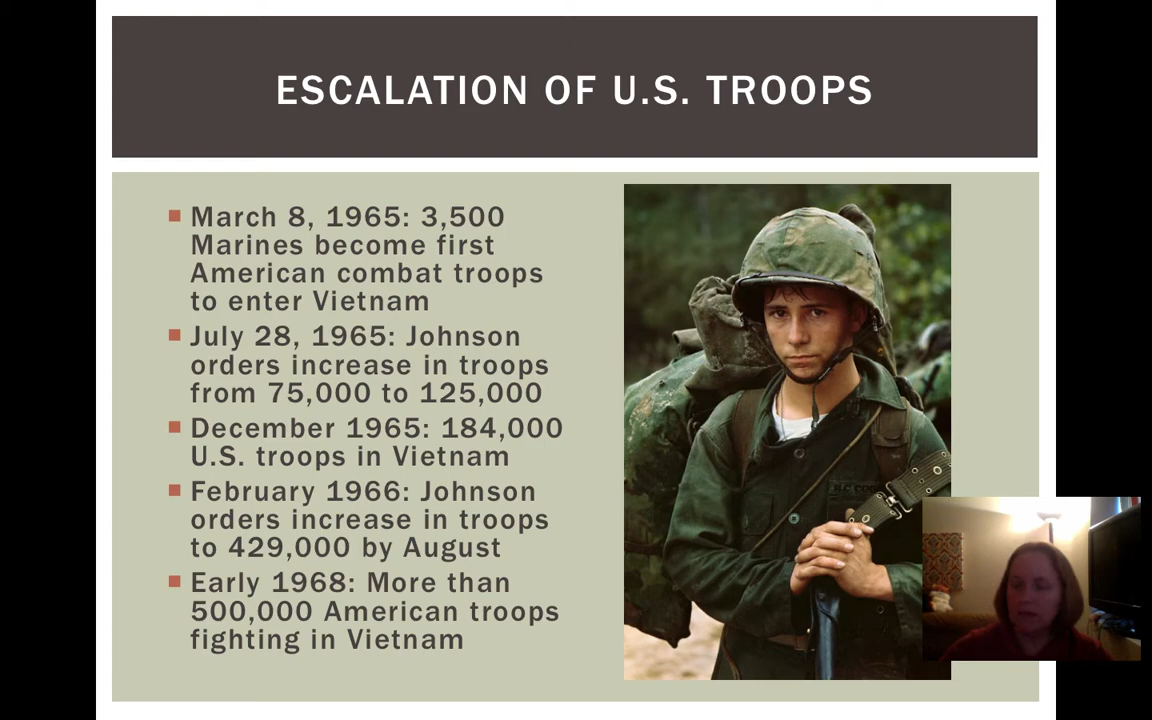 ESCALATION OF U.S. TROOPS
March 8, 1965: 3,500
Marines become first
American combat troops
to enter Vietnam
July 28, 1965: Johnson
orders increase in troops
from 75,000 to 125,000
December 1965: 184,000
U.S. troops in Vietnam
February 1966: Johnson
orders increase in troops
to 429,000 by August
Early 1968: More than
500,000 American troops
fighting in Vietnam